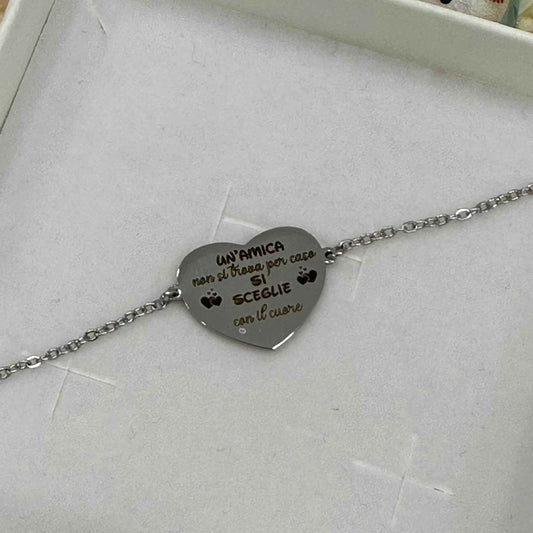 UN'AMICA
non si trova per caso
SI
SCEGLIE
con il cuore